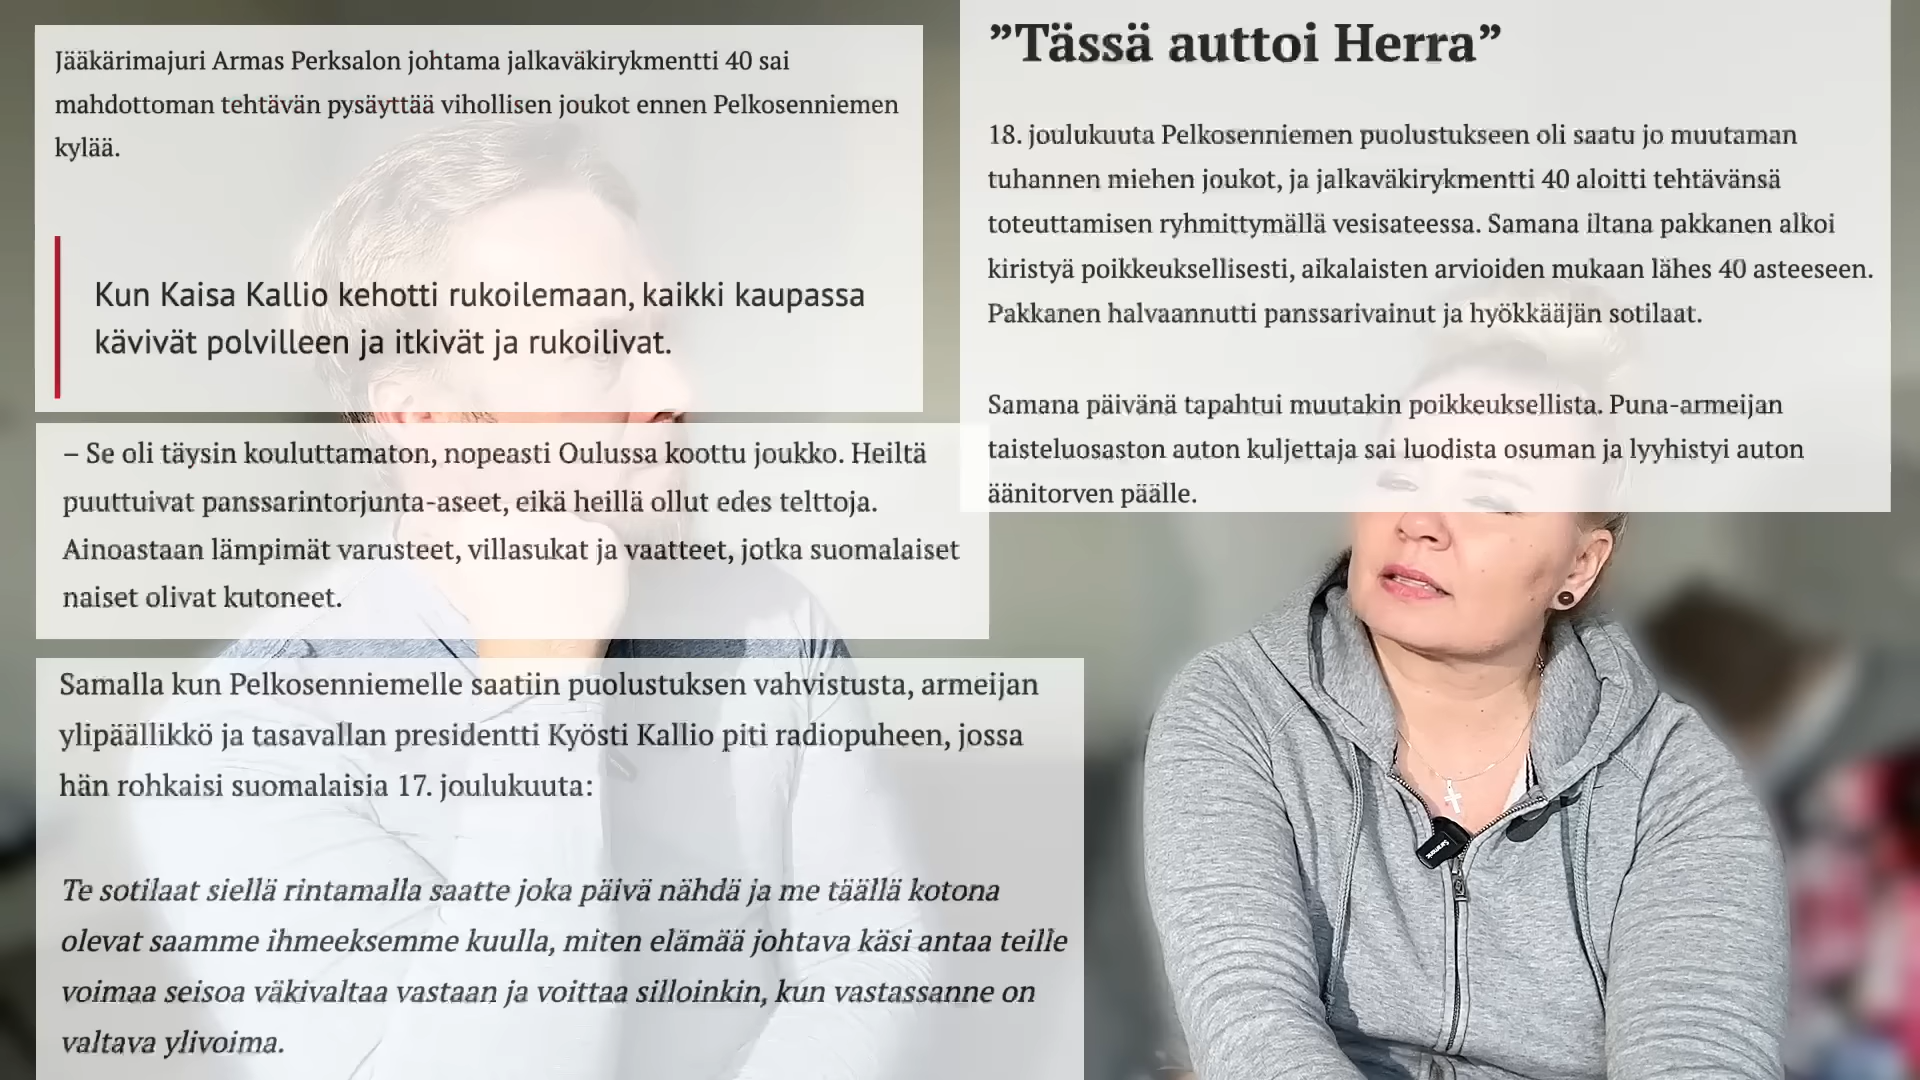 Jääkärimajuri Armas Perksalon johtama jalkaväkirykmentti 40 sai
mahdottoman tehtävän pysäyttää vihollisen joukot ennen Pelkosenniemen
kylää.
Kun Kaisa Kallio kehotti rukoilemaan, kaikki kaupassa
kävivät polvilleen ja itkivät ja rukoilivat.
– Se oli täysin kouluttamaton, nopeasti Oulussa koottu joukko. Heiltä
puuttuivat panssarintorjunta-aseet, eikä heillä ollut edes telttoja.
Ainoastaan lämpimät varusteet, villasukat ja vaatteet, jotka suomalaiset
naiset olivat kutoneet.
Samalla kun Pelkosenniemelle saatiin puolustuksen vahvistusta, armeijan
ylipäällikkö ja tasavallan presidentti Kyösti Kallio piti radiopuheen, jossa
hän rohkaisi suomalaisia 17. joulukuuta:
Te sotilaat siellä rintamalla saatte joka päivä nähdä ja me täällä kotona
olevat saamme ihmeeksemme kuulla, miten elämää johtava käsi antaa teille
voimaa seisoa väkivaltaa vastaan ja voittaa silloinkin, kun vastassanne on
valtava ylivoima.
”Tässä auttoi Herra”
18. joulukuuta Pelkosenniemen puolustukseen oli saatu jo muutaman
tuhannen miehen joukot, ja jalkaväkirykmentti 40 aloitti tehtävänsä
toteuttamisen ryhmittymällä vesisateessa. Samana iltana pakkanen alkoi
kiristyä poikkeuksellisesti, aikalaisten arvioiden mukaan lähes 40 asteeseen.
Pakkanen halvaannutti panssarivainut ja hyökkääjän sotilaat.
Samana päivänä tapahtui muutakin poikkeuksellista. Puna-armeijan
taisteluosaston auton kuljettaja sai luodista osuman ja lyyhistyi auton
äänitorven päälle.
Saramonic